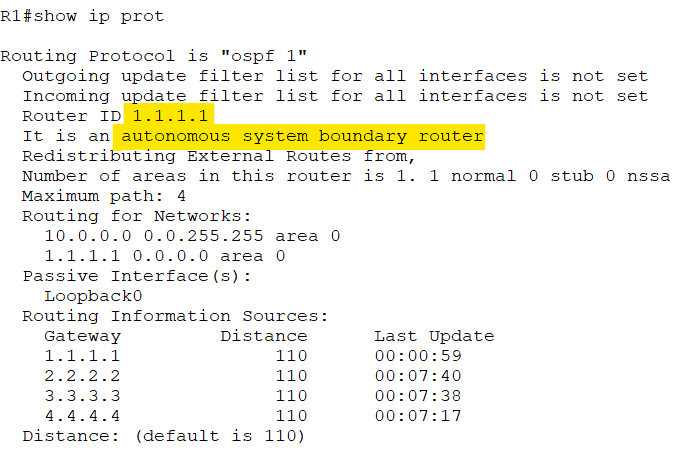 R1#show ip prot
Routing Protocol is "ospf 1"
Outgoing update filter list for all interfaces is not set
Incoming update filter list for all interfaces is not set
Router ID 1.1.1.1
It is an autonomous system boundary router
Redistributing External Routes from,
Number of areas in this router is 1. 1 normal 0 stub 0 nssa
Maximum path: 4
Routing for Networks:
10.0.0.0 0.0.255.255 area 0
1.1.1.1 0.0.0.0 area 0
Passive Interface(s):
Loopback0
Routing Information Sources:
Gateway Distance Last Update
1.1.1.1 110 00:00:59
2.2.2.2 110 00:07:40
3.3.3.3 110 00:07:38
4.4.4.4 110 00:07:17
Distance: (default is 110)